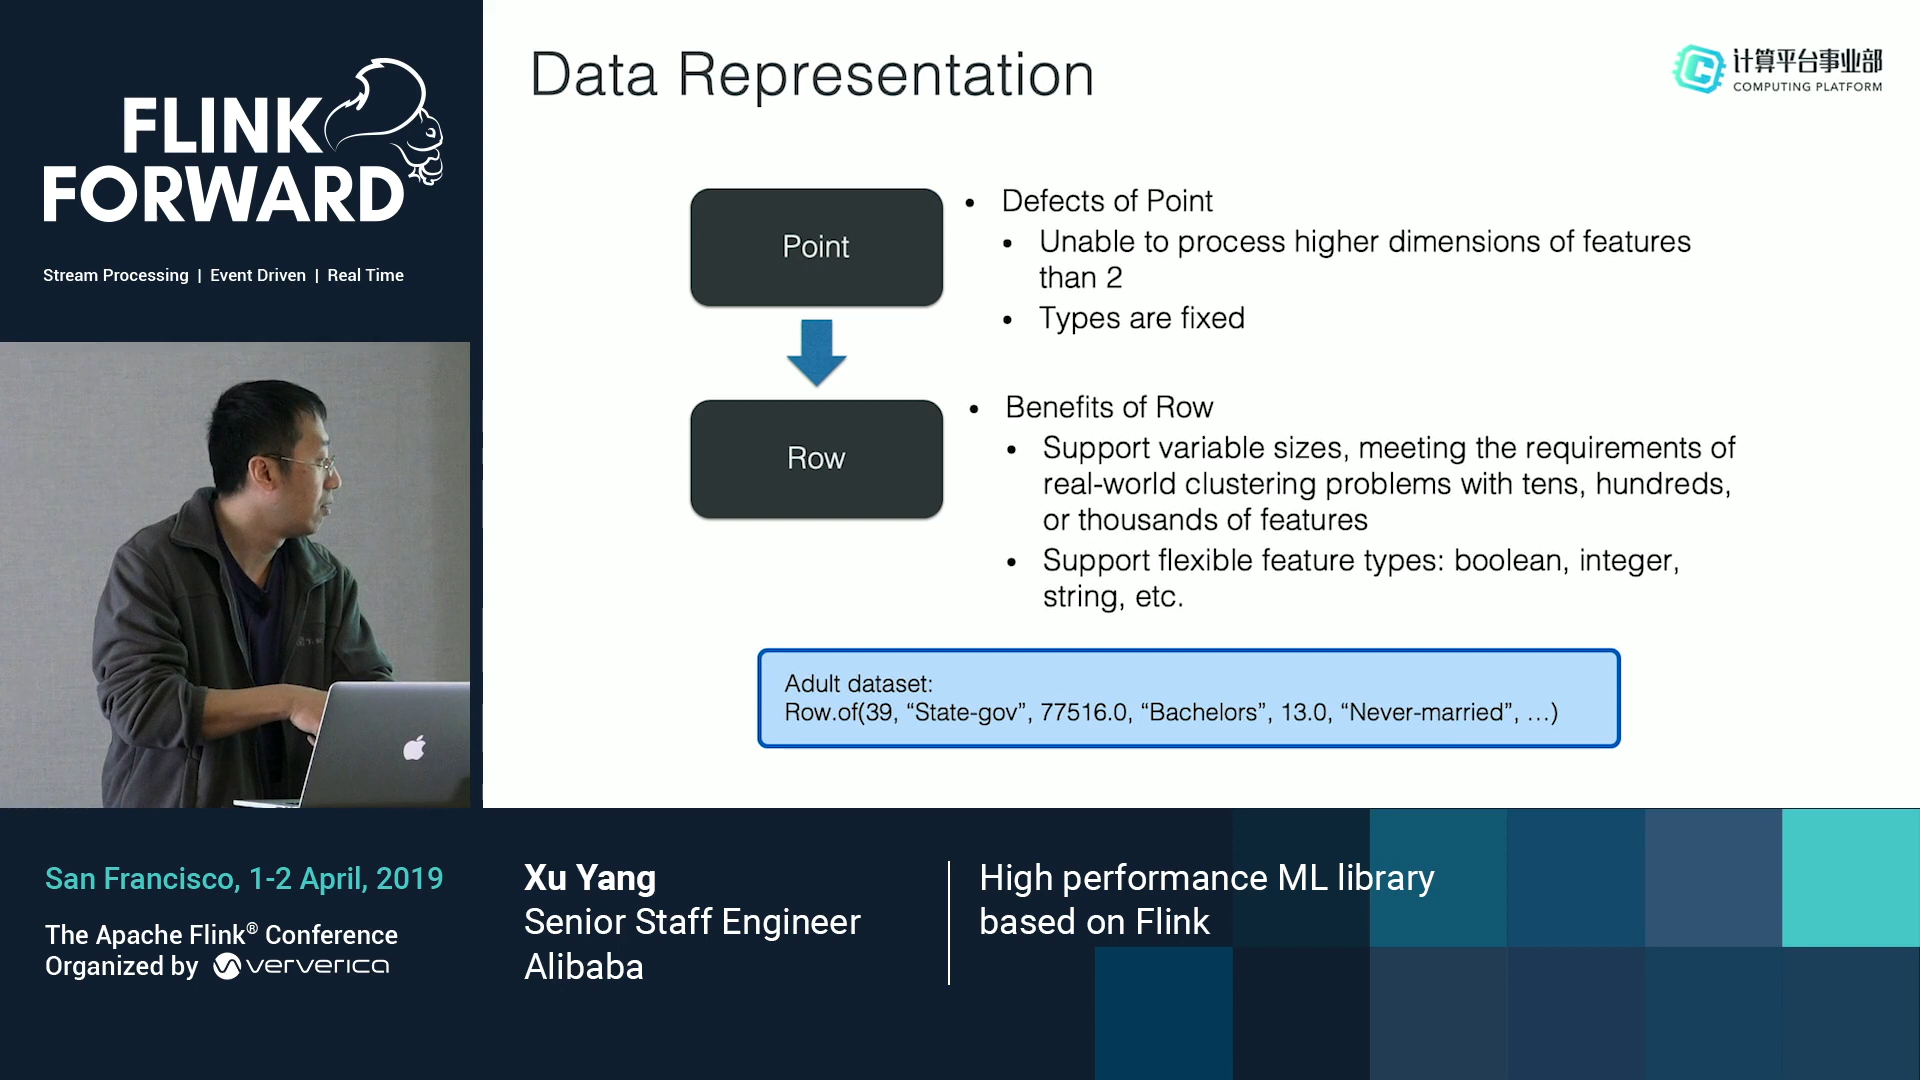 FLINK
FORWARD
Stream Processing | Event Driven | Real Time
Data Representation
计算平台事业部
COMPUTING PLATFORM
Point
• Defects of Point
• Unable to process higher dimensions of features
than 2
• Types are fixed
Row
• Benefits of Row
• Support variable sizes, meeting the requirements of
real-world clustering problems with tens, hundreds,
or thousands of features
• Support flexible feature types: boolean, integer,
string, etc.
Adult dataset:
Row.of(39, “State-gov”, 77516.0, “Bachelors”, 13.0, “Never-married”, …)
San Francisco, 1-2 April, 2019
The Apache Flink® Conference
Organized by ververica
Xu Yang
Senior Staff Engineer
Alibaba
High performance ML library
based on Flink